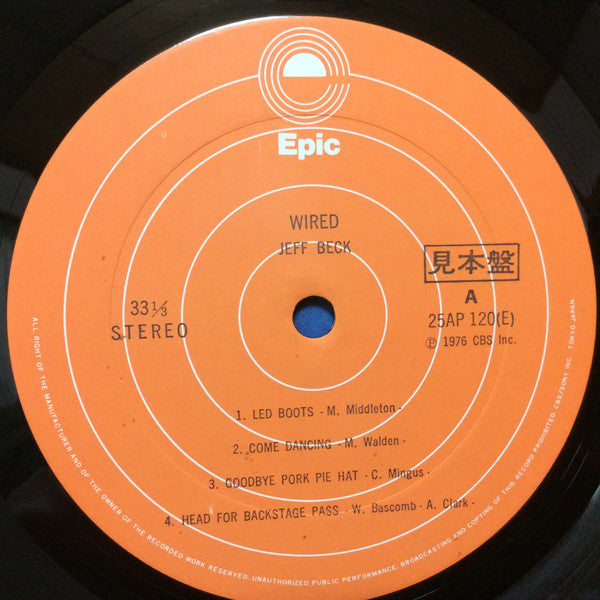 Epic
WIRED
JEFF BECK
見本盤
33 1/3
STEREO
A
25AP 120(E)
Ⓟ 1976 CBS Inc.
1. LED BOOTS - M. Middleton -
2. COME DANCING - M. Walden -
3. GOODBYE PORK PIE HAT - C. Mingus -
4. HEAD FOR BACKSTAGE PASS - W. Bascomb - A. Clark -
ALL RIGHT OF THE MANUFACTURER AND OF THE OWNER OF THE RECORDED WORK RESERVED. UNAUTHORIZED PUBLIC PERFORMANCE. BROADCASTING AND COPYING OF THIS RECORD PROHIBITED. CBS/SONY INC. TOKYO JAPAN